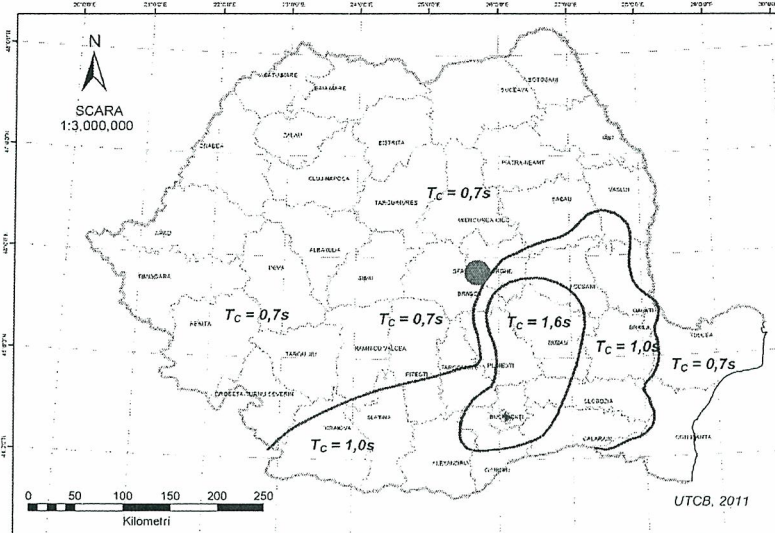 N
SCARA
1:3,000,000
SATU MARE
BAIA MARE
SUCEAVA
BOTOSANI
ZALAU
BISTRITA
IASI
ORADEA
CLUJ-NAPOCA
PIATRA-NEAMT
TARGU MURES
VASLUI
BACAU
T_C = 0,7s
MIERCUREA CIUC
ARAD
ALBA IULIA
DEVA
SIBIU
TIMISOARA
BRASOV
FOCSANI
GALATI
T_C = 0,7s
T_C = 0,7s
T_C = 1,6s
RESITA
BRAILA
TULCEA
BUZAU
T_C = 1,0s
TARGU JIU
RAMNICU VALCEA
PITESTI
PLOIESTI
T_C = 0,7s
DROBETA-TURNU SEVERIN
SLOBOZIA
SLATINA
BUCURESTI
CRAIOVA
CALARASI
CONSTANTA
T_C = 1,0s
ALEXANDRIA
GIURGIU
0 50 100 150 200 250
Kilometri
UTCB, 2011